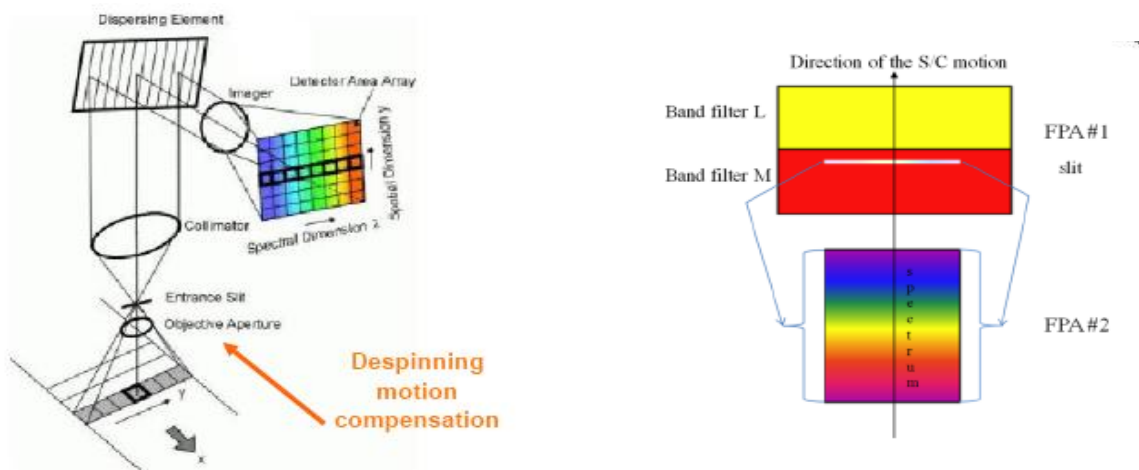 Dispersing Element
Detector Area Array
Imager
Spatial Dimension y
Spectral Dimension λ
Collimator
Entrance Slit
Objective Aperture
Despinning
motion
compensation
y
x
Direction of the S/C motion
Band filter L
FPA#1
slit
Band filter M
spectrum
FPA#2